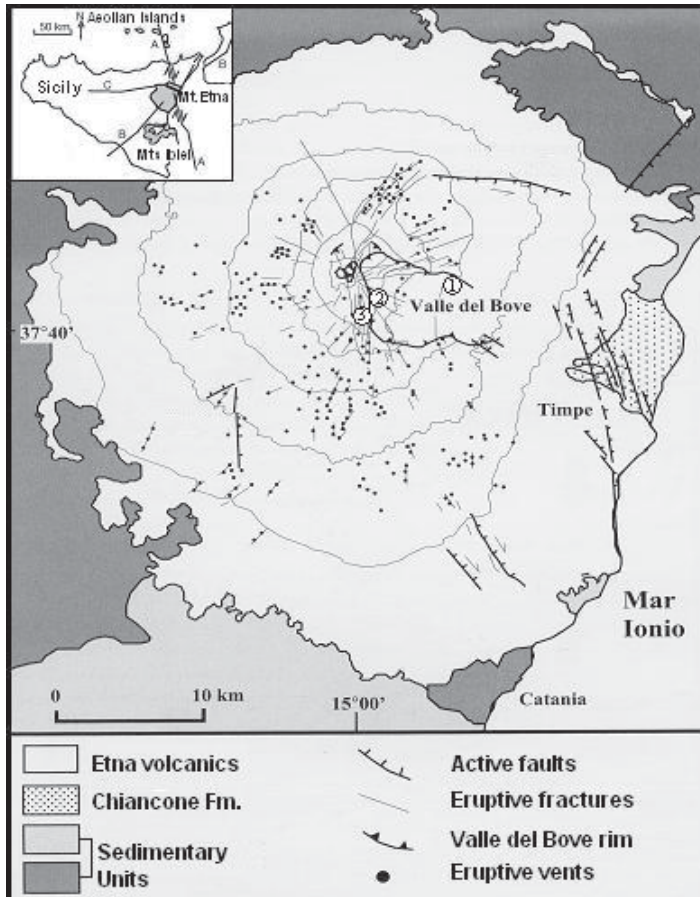 50 km
N
Aeolian Islands
A
B
Sicily
C
Mt. Etna
B
Mts Iblei
A
①
②
Valle del Bove
③
37°40'
Timpe
Mar
Ionio
0
10 km
15°00'
Catania
Etna volcanics
Active faults
Chiancone Fm.
Eruptive fractures
Sedimentary
Units
Valle del Bove rim
Eruptive vents